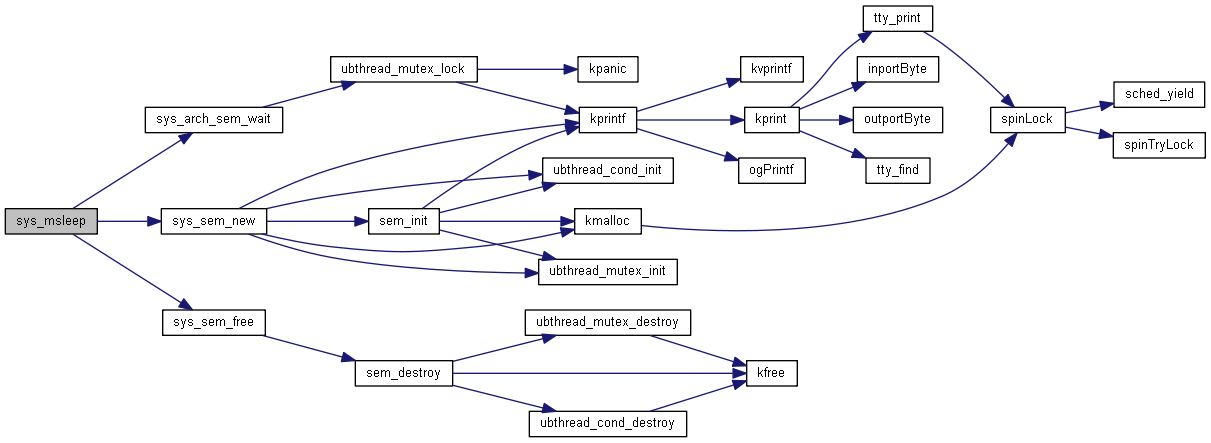 tty_print
ubthread_mutex_lock
kpanic
kvprintf
inportByte
sched_yield
sys_arch_sem_wait
kprintf
kprint
outportByte
spinLock
spinTryLock
ubthread_cond_init
ogPrintf
tty_find
sys_msleep
sys_sem_new
sem_init
kmalloc
ubthread_mutex_init
sys_sem_free
ubthread_mutex_destroy
sem_destroy
kfree
ubthread_cond_destroy